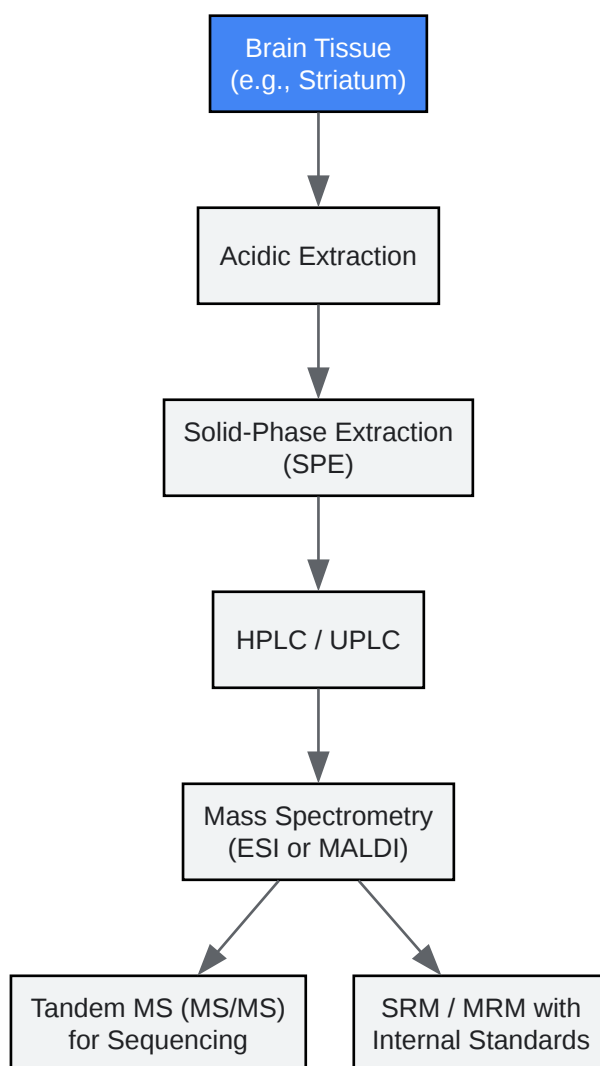 Brain Tissue
(e.g., Striatum)
Acidic Extraction
Solid-Phase Extraction
(SPE)
HPLC / UPLC
Mass Spectrometry
(ESI or MALDI)
Tandem MS (MS/MS)
for Sequencing
SRM / MRM with
Internal Standards